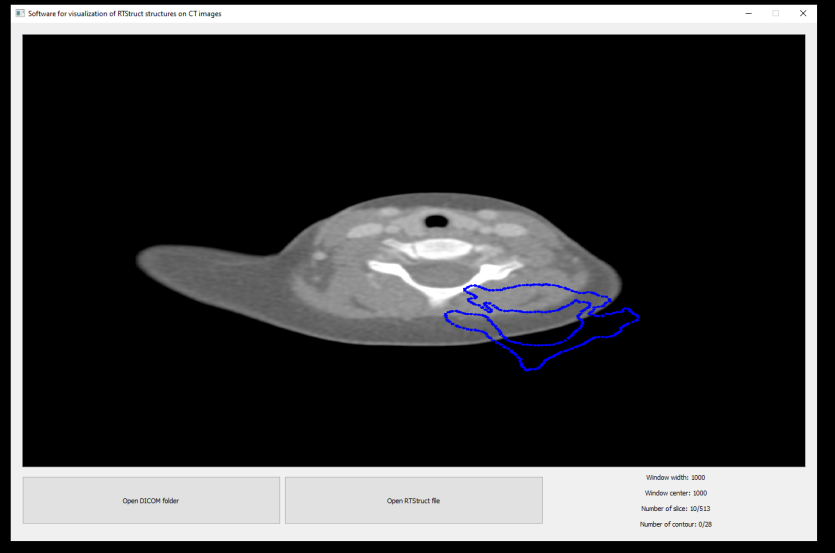 Software for visualization of RTStruct structures on CT images
Open DICOM folder
Open RTStruct file
Window width: 1000
Window center: 1000
Number of slice: 10/513
Number of contour: 0/28